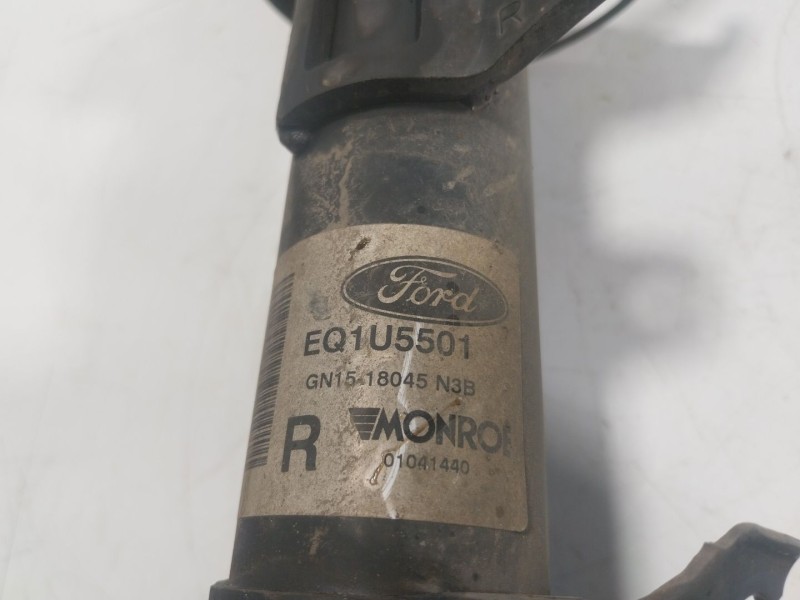 R
Ford
EQ1U5501
GN15-18045 N3B
R MONROE
01041440